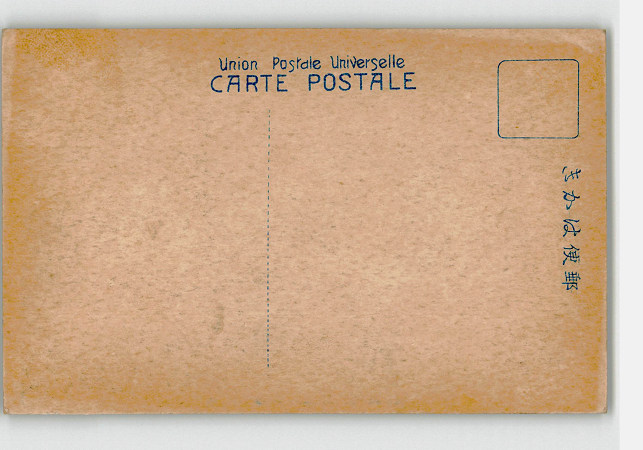 Union Postale Universelle
CARTE POSTALE
きかは便郵